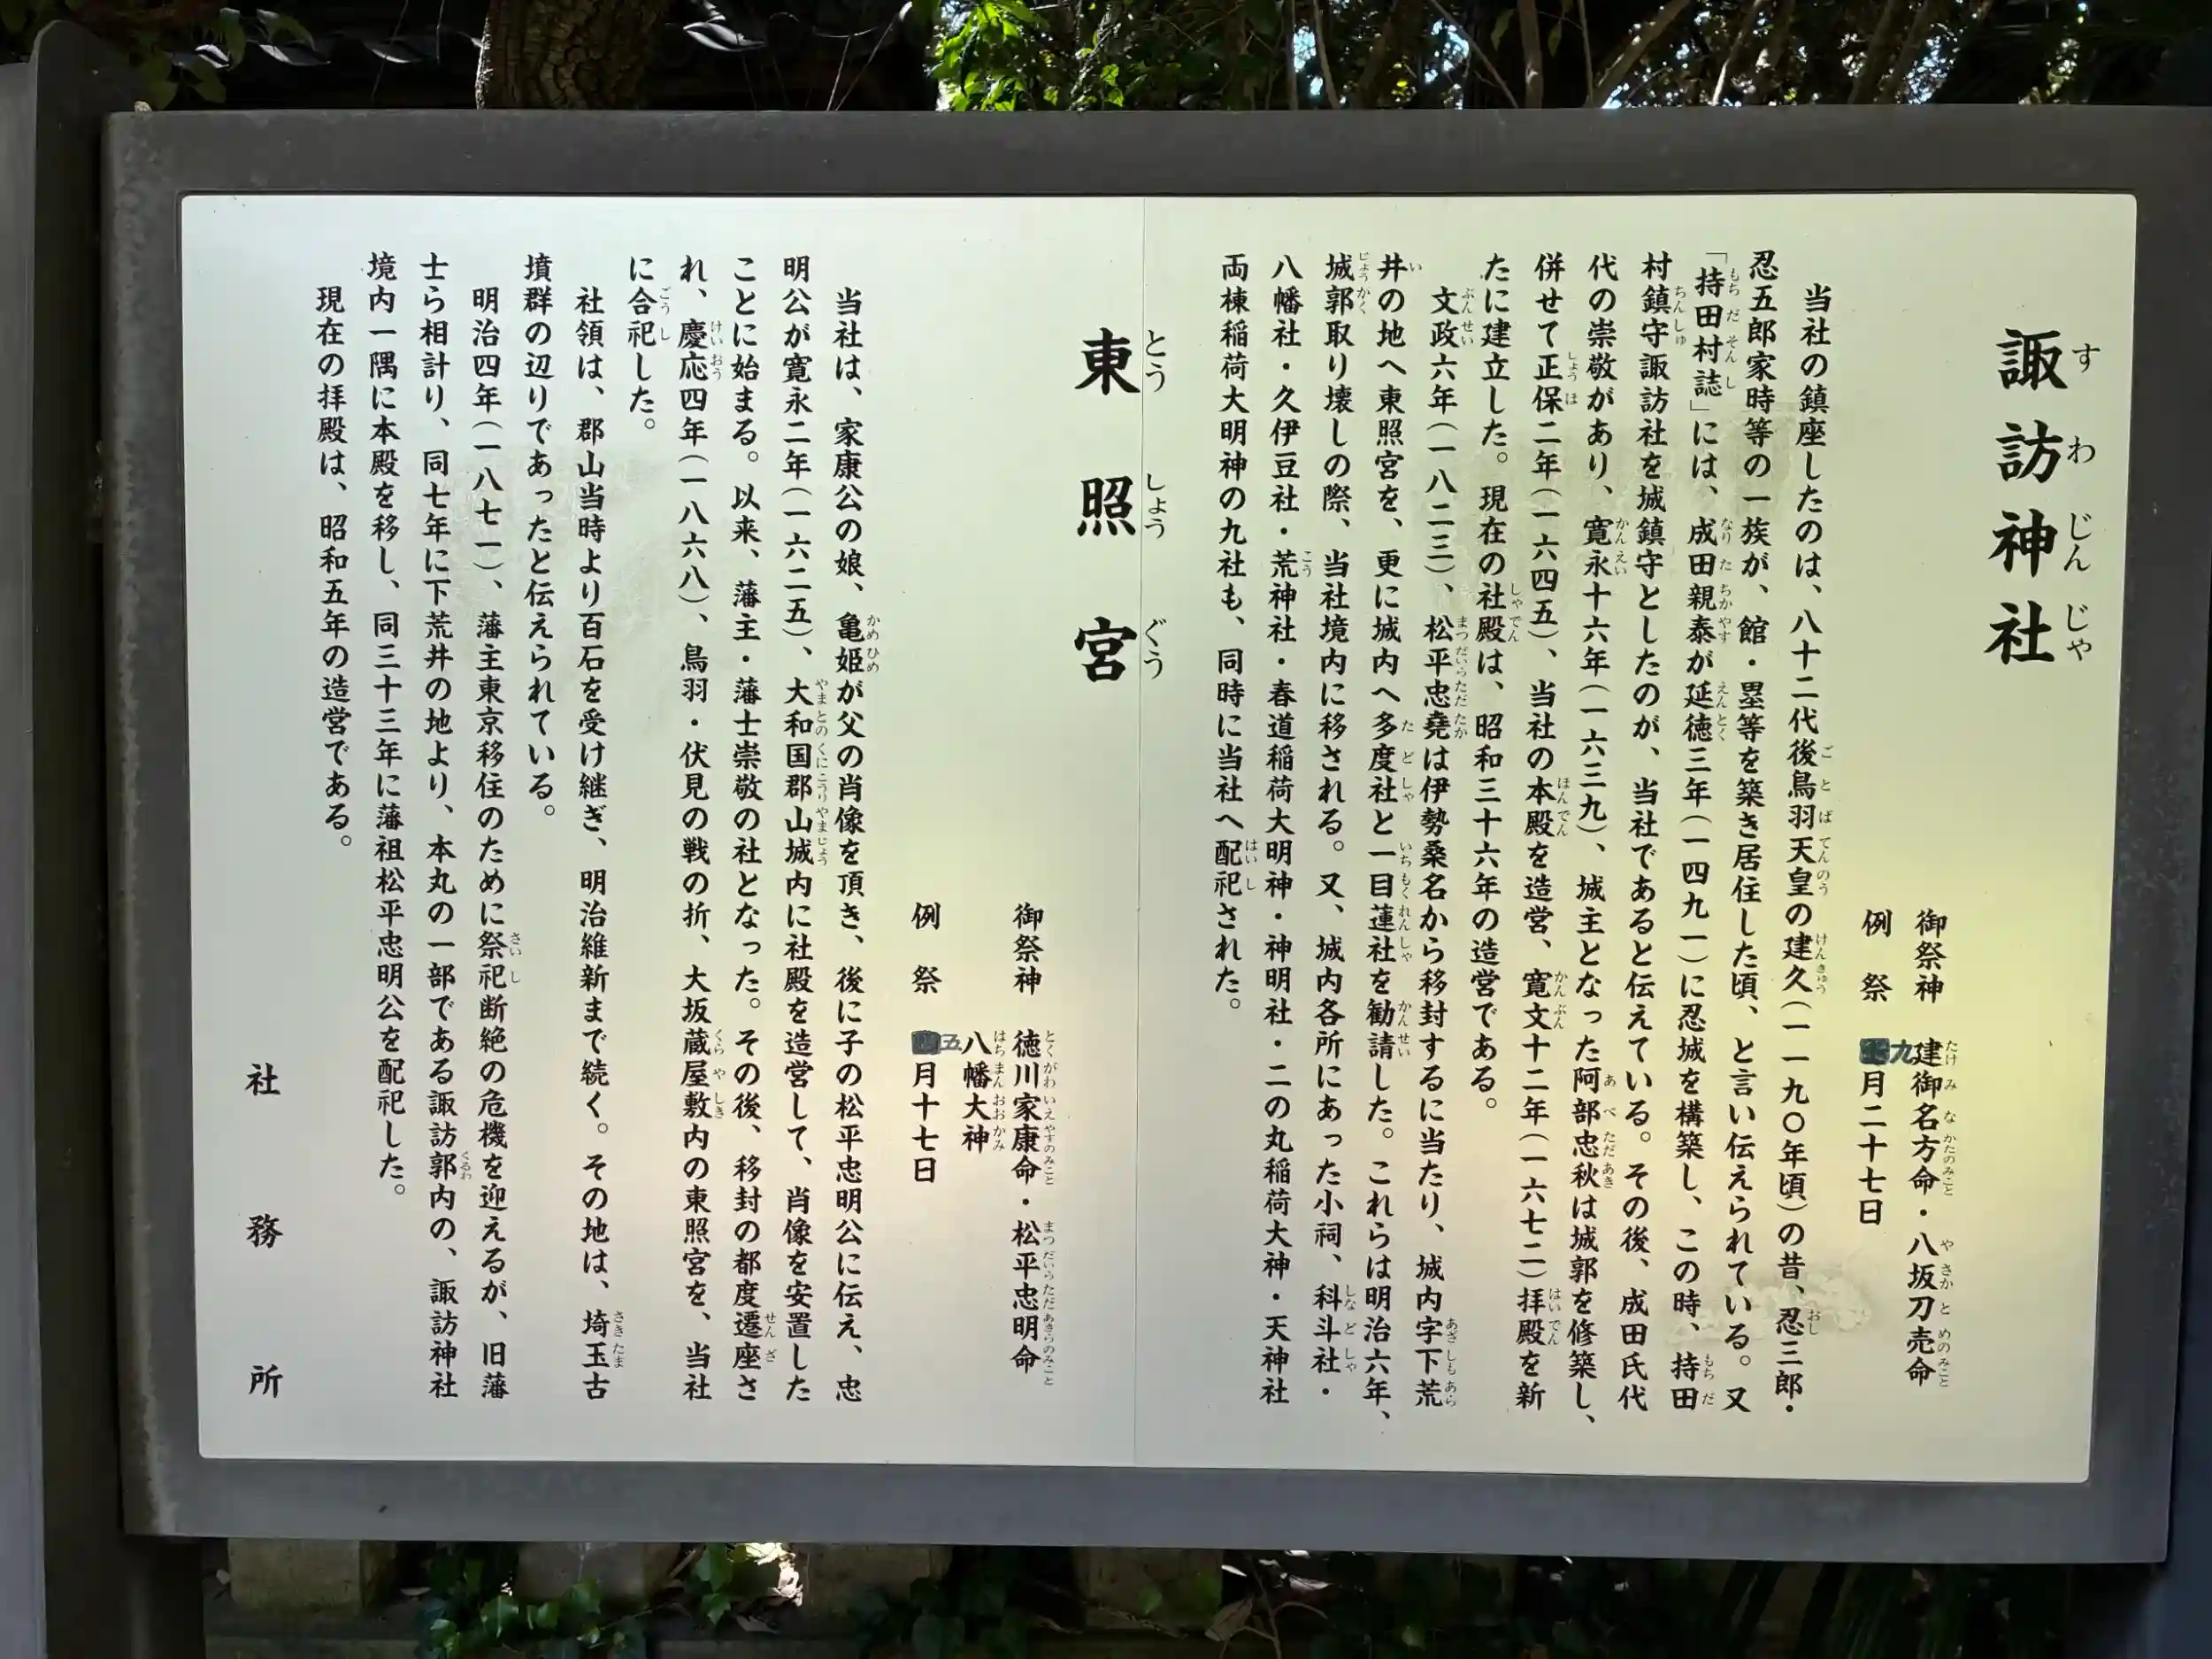 諏訪神社
御祭神 建御名方命・八坂刀売命
例祭 九月二十七日
当社の鎮座したのは、八十二代後鳥羽天皇の建久(一一九〇年頃)の昔、忍三郎・
忍五郎家時等の一族が、館・塁等を築き居住した頃、と言い伝えられている。又
「持田村誌」には、成田親泰が延徳三年(一四九一)に忍城を構築し、この時、持田
村鎮守諏訪社を城鎮守としたのが、当社であると伝えている。その後、成田氏代
代の崇敬があり、寛永十六年(一六三九)、城主となった阿部忠秋は城郭を修築し、
併せて正保二年(一六四五)、当社の本殿を造営、寛文十二年(一六七二)拝殿を新
たに建立した。現在の社殿は、昭和三十六年の造営である。
文政六年(一八二三)、松平忠堯は伊勢桑名から移封するに当たり、城内字下荒
井の地へ東照宮を、更に城内へ多度社と一目蓮社を勧請した。これらは明治六年、
城郭取り壊しの際、当社境内に移される。又、城内各所にあった小祠、科斗社・
八幡社・久伊豆社・荒神社・春道稲荷大明神・神明社・二の丸稲荷大神・天神社
両棟稲荷大明神の九社も、同時に当社へ配祀された。
東照宮
御祭神 徳川家康命・松平忠明命
八幡大神
例祭 五月十七日
当社は、家康公の娘、亀姫が父の肖像を頂き、後に子の松平忠明公に伝え、忠
明公が寛永二年(一六二五)、大和国郡山城内に社殿を造営して、肖像を安置した
ことに始まる。以来、藩主・藩士崇敬の社となった。その後、移封の都度遷座さ
れ、慶応四年(一八六八)、鳥羽・伏見の戦の折、大坂蔵屋敷内の東照宮を、当社
に合祀した。
社領は、郡山当時より百石を受け継ぎ、明治維新まで続く。その地は、埼玉古
墳群の辺りであったと伝えられている。
明治四年(一八七一)、藩主東京移住のために祭祀断絶の危機を迎えるが、旧藩
士ら相計り、同七年に下荒井の地より、本丸の一部である諏訪郭内の、諏訪神社
境内一隅に本殿を移し、同三十三年に藩祖松平忠明公を配祀した。
現在の拝殿は、昭和五年の造営である。
社務所